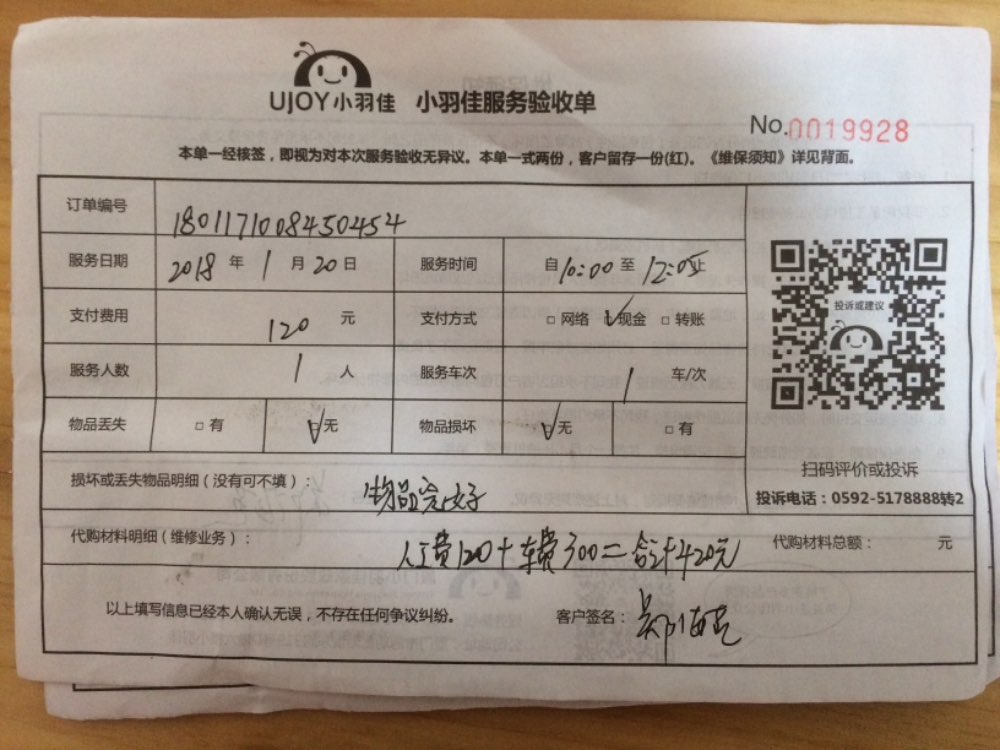 UJOY小羽佳 小羽佳服务验收单
No.0019928
本单一经核签，即视为对本次服务验收无异议。本单一式两份，客户留存一份(红)。《维保须知》详见背面。
订单编号 1801171008450454
服务日期 2018 年 1 月 20 日 服务时间 自10:00 至 12:05止
支付费用 120 元 支付方式 □ 网络 ☑现金 □ 转账
服务人数 1 人 服务车次 1 车/次
物品丢失 □ 有 ☑无 物品损坏 ☑无 □ 有
投诉或建议
扫码评价或投诉
投诉电话：0592-5178888转2
损坏或丢失物品明细（没有可不填）： 物品完好
代购材料明细（维修业务）： 人工费120+车费300=合计420元 代购材料总额： 元
以上填写信息已经本人确认无误，不存在任何争议纠纷。 客户签名：